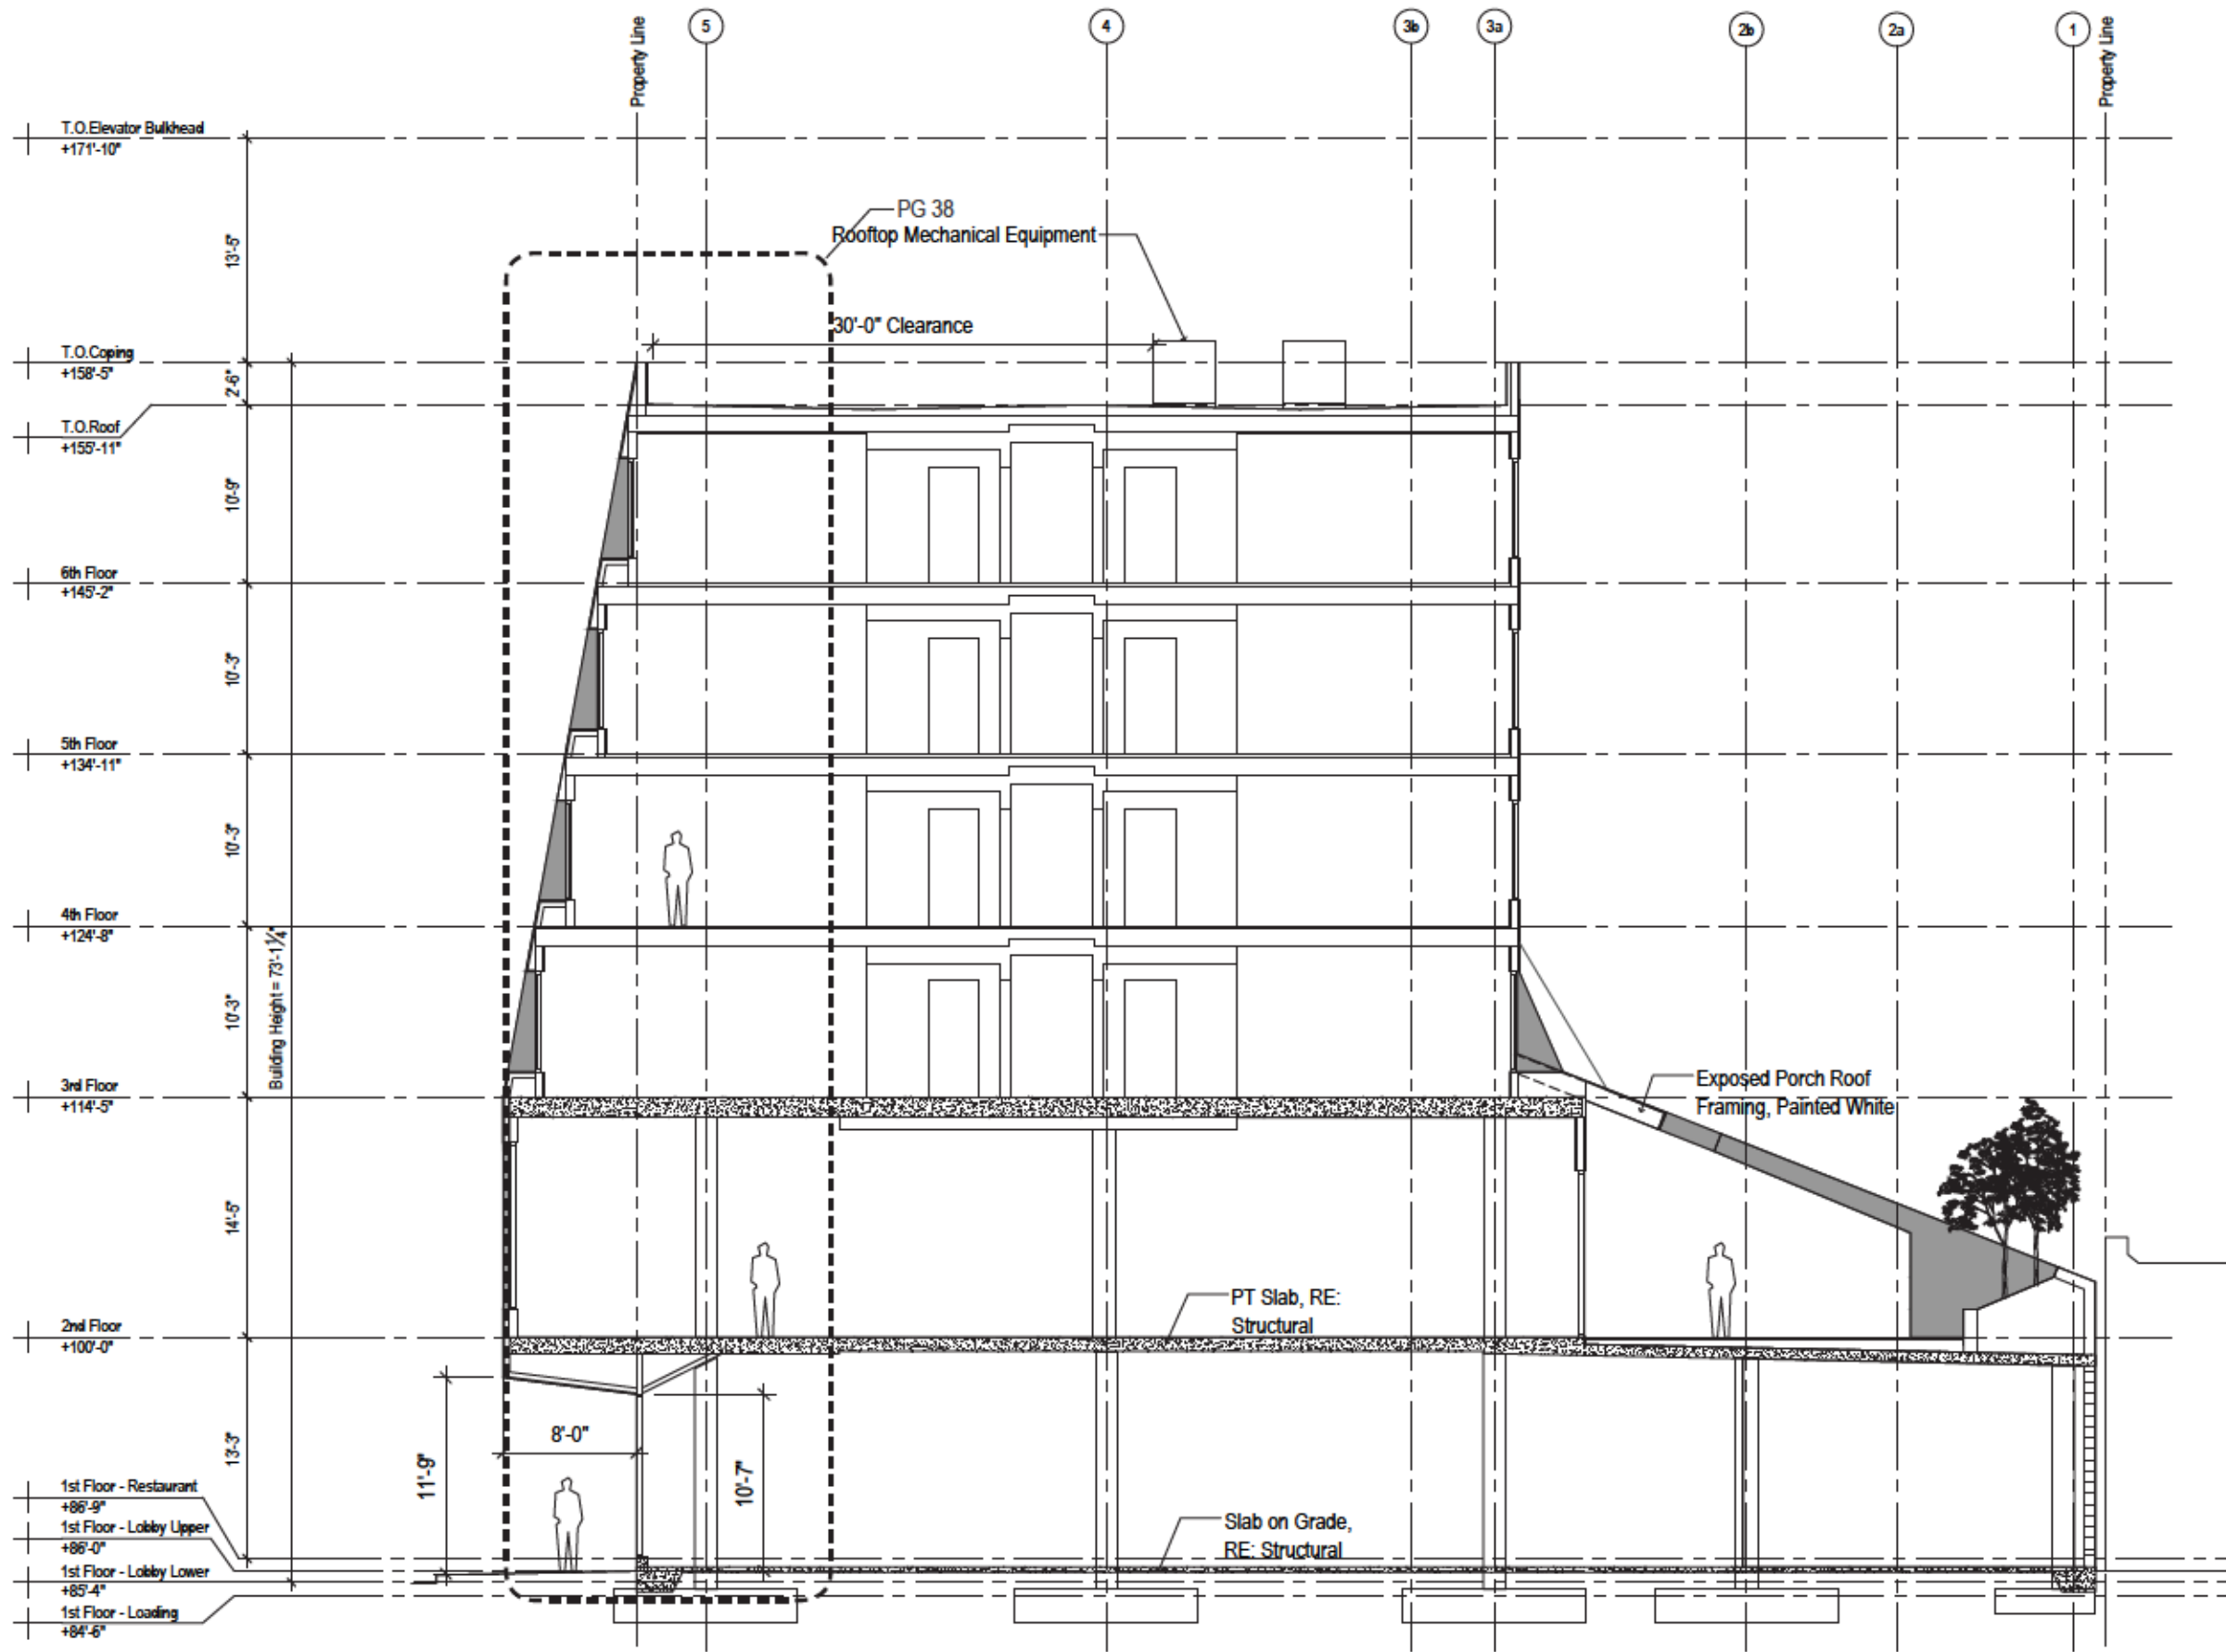 Property Line
5
4
3b
3a
2b
2a
1
Property Line
T.O.Elevator Bulkhead
+171'-10"
13'-5"
PG 38
Rooftop Mechanical Equipment
30'-0" Clearance
T.O.Coping
+158'-5"
2'-6"
T.O.Roof
+155'-11"
10'-9"
6th Floor
+145'-2"
10'-3"
5th Floor
+134'-11"
10'-3"
4th Floor
+124'-8"
Building Height = 73'-1¼"
10'-3"
3rd Floor
+114'-5"
Exposed Porch Roof
Framing, Painted White
14'-5"
PT Slab, RE:
Structural
2nd Floor
+100'-0"
13'-3"
8'-0"
11'-9"
10'-7"
1st Floor - Restaurant
+86'-9"
1st Floor - Lobby Upper
+86'-0"
1st Floor - Lobby Lower
+85'-4"
1st Floor - Loading
+84'-6"
Slab on Grade,
RE: Structural